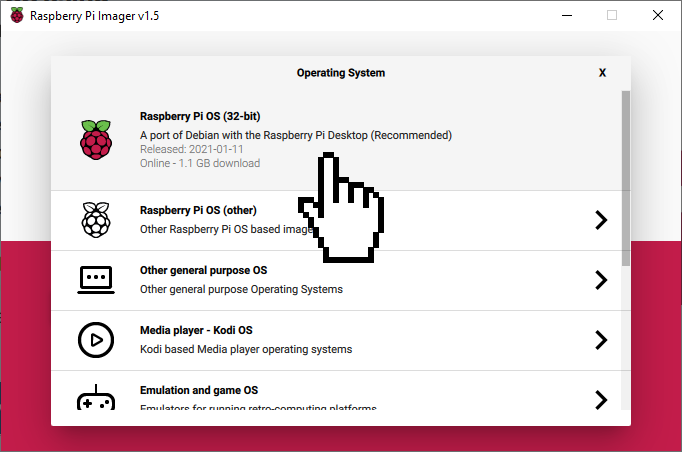 Raspberry Pi Imager v1.5
Operating System
X
Raspberry Pi OS (32-bit)
A port of Debian with the Raspberry Pi Desktop (Recommended)
Released: 2021-01-11
Online - 1.1 GB download
Raspberry Pi OS (other)
Other Raspberry Pi OS based image
Other general purpose OS
Other general purpose Operating Systems
Media player - Kodi OS
Kodi based Media player operating systems
Emulation and game OS
Emulators for running retro-computing platforms